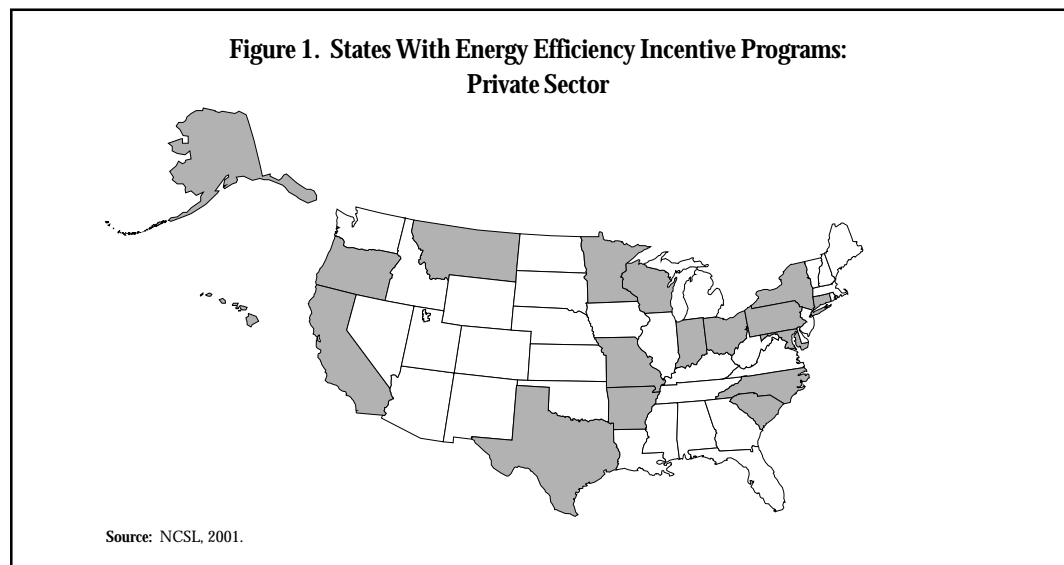 Figure 1. States With Energy Efficiency Incentive Programs:
Private Sector
Source: NCSL, 2001.